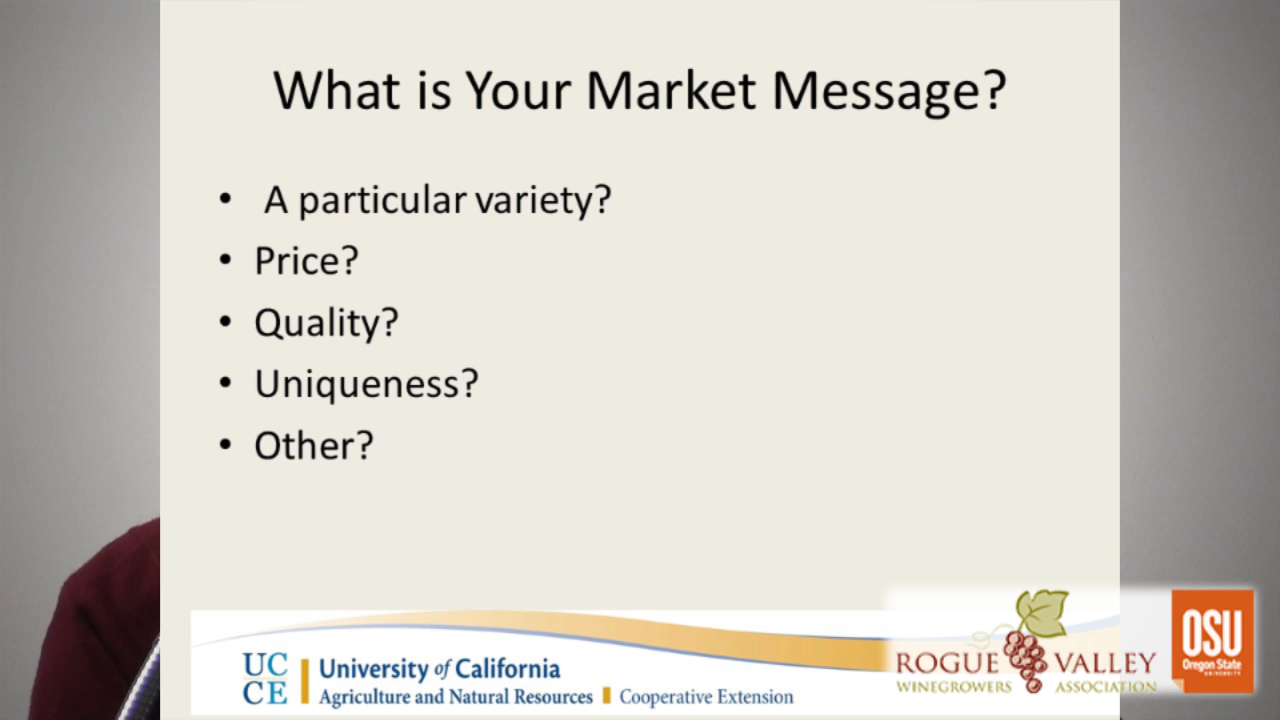 What is Your Market Message?
• A particular variety?
• Price?
• Quality?
• Uniqueness?
• Other?
UC
CE
University of California
Agriculture and Natural Resources
Cooperative Extension
ROGUE VALLEY
WINEGROWERS ASSOCIATION
OSU
Oregon State
UNIVERSITY